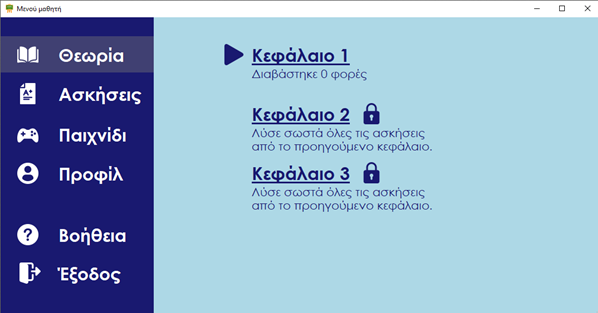 Μενού μαθητή
Θεωρία
Ασκήσεις
Παιχνίδι
Προφίλ
Βοήθεια
Έξοδος
Κεφάλαιο 1
Διαβάστηκε 0 φορές
Κεφάλαιο 2
Λύσε σωστά όλες τις ασκήσεις
από το προηγούμενο κεφάλαιο.
Κεφάλαιο 3
Λύσε σωστά όλες τις ασκήσεις
από το προηγούμενο κεφάλαιο.